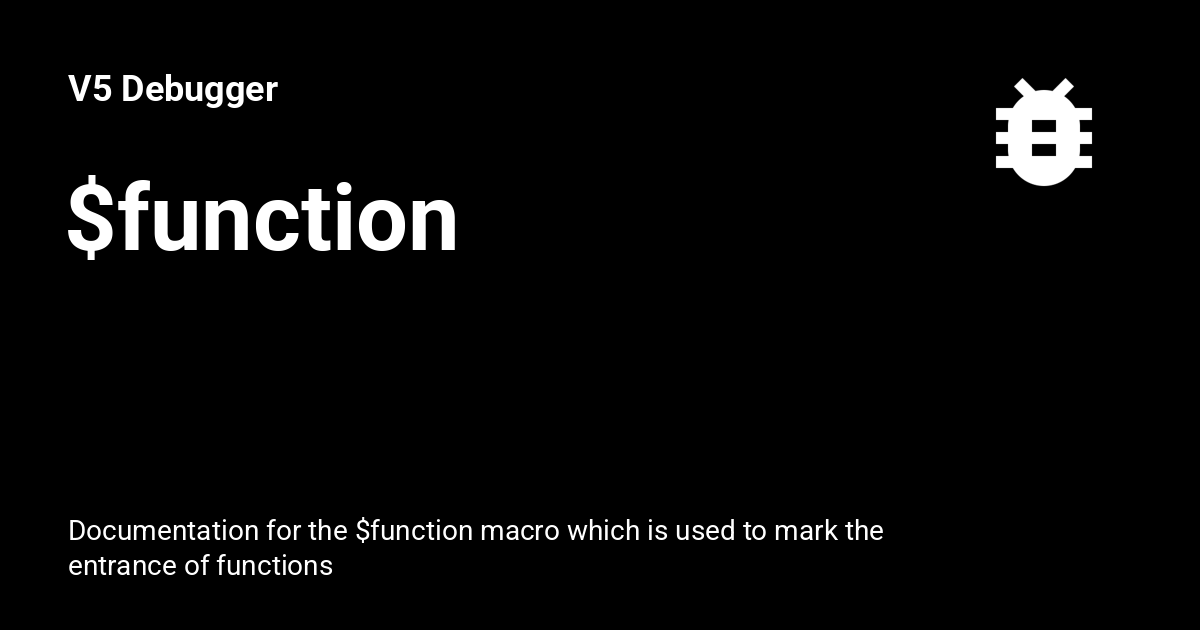 V5 Debugger
$function
Documentation for the $function macro which is used to mark the
entrance of functions